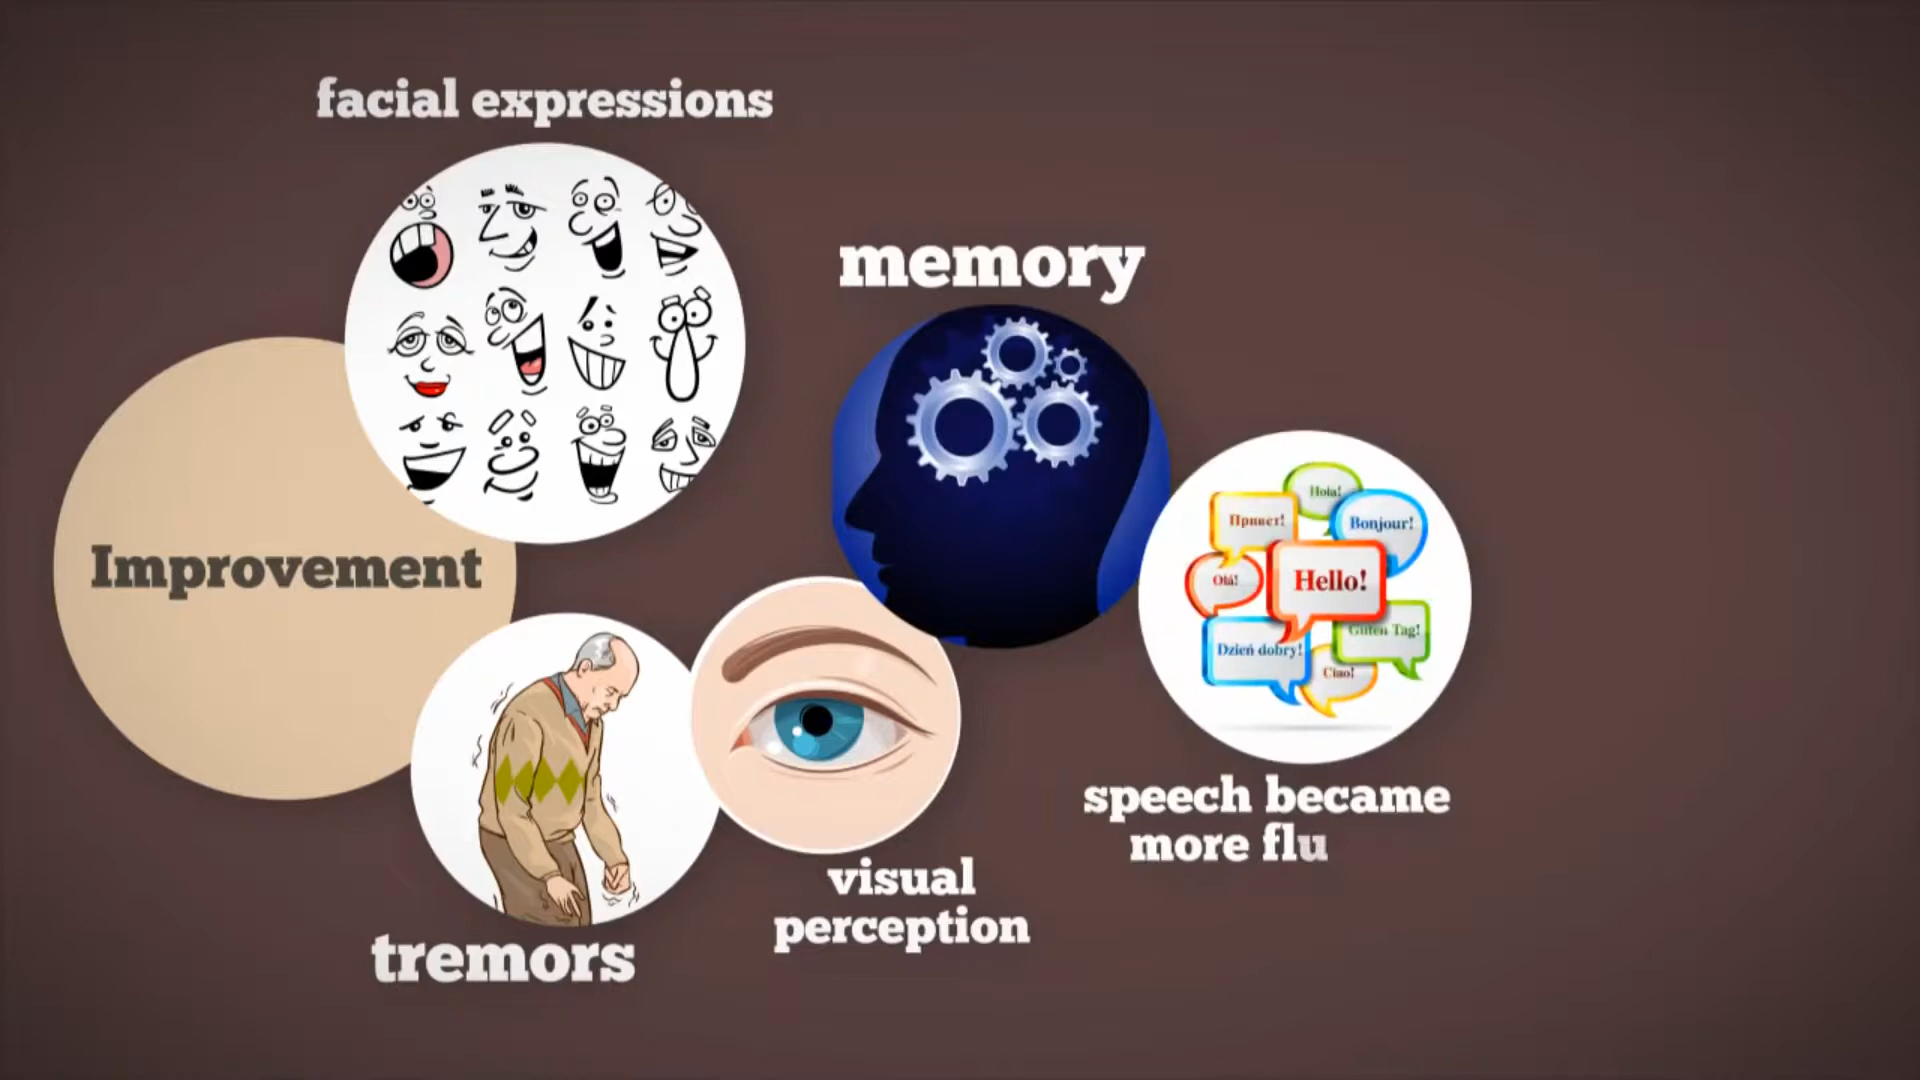 facial expressions
memory
Improvement
Hola!
Привет!
Bonjour!
Olá!
Hello!
Guten Tag!
Dzień dobry!
Ciao!
speech became
more flu
visual
perception
tremors